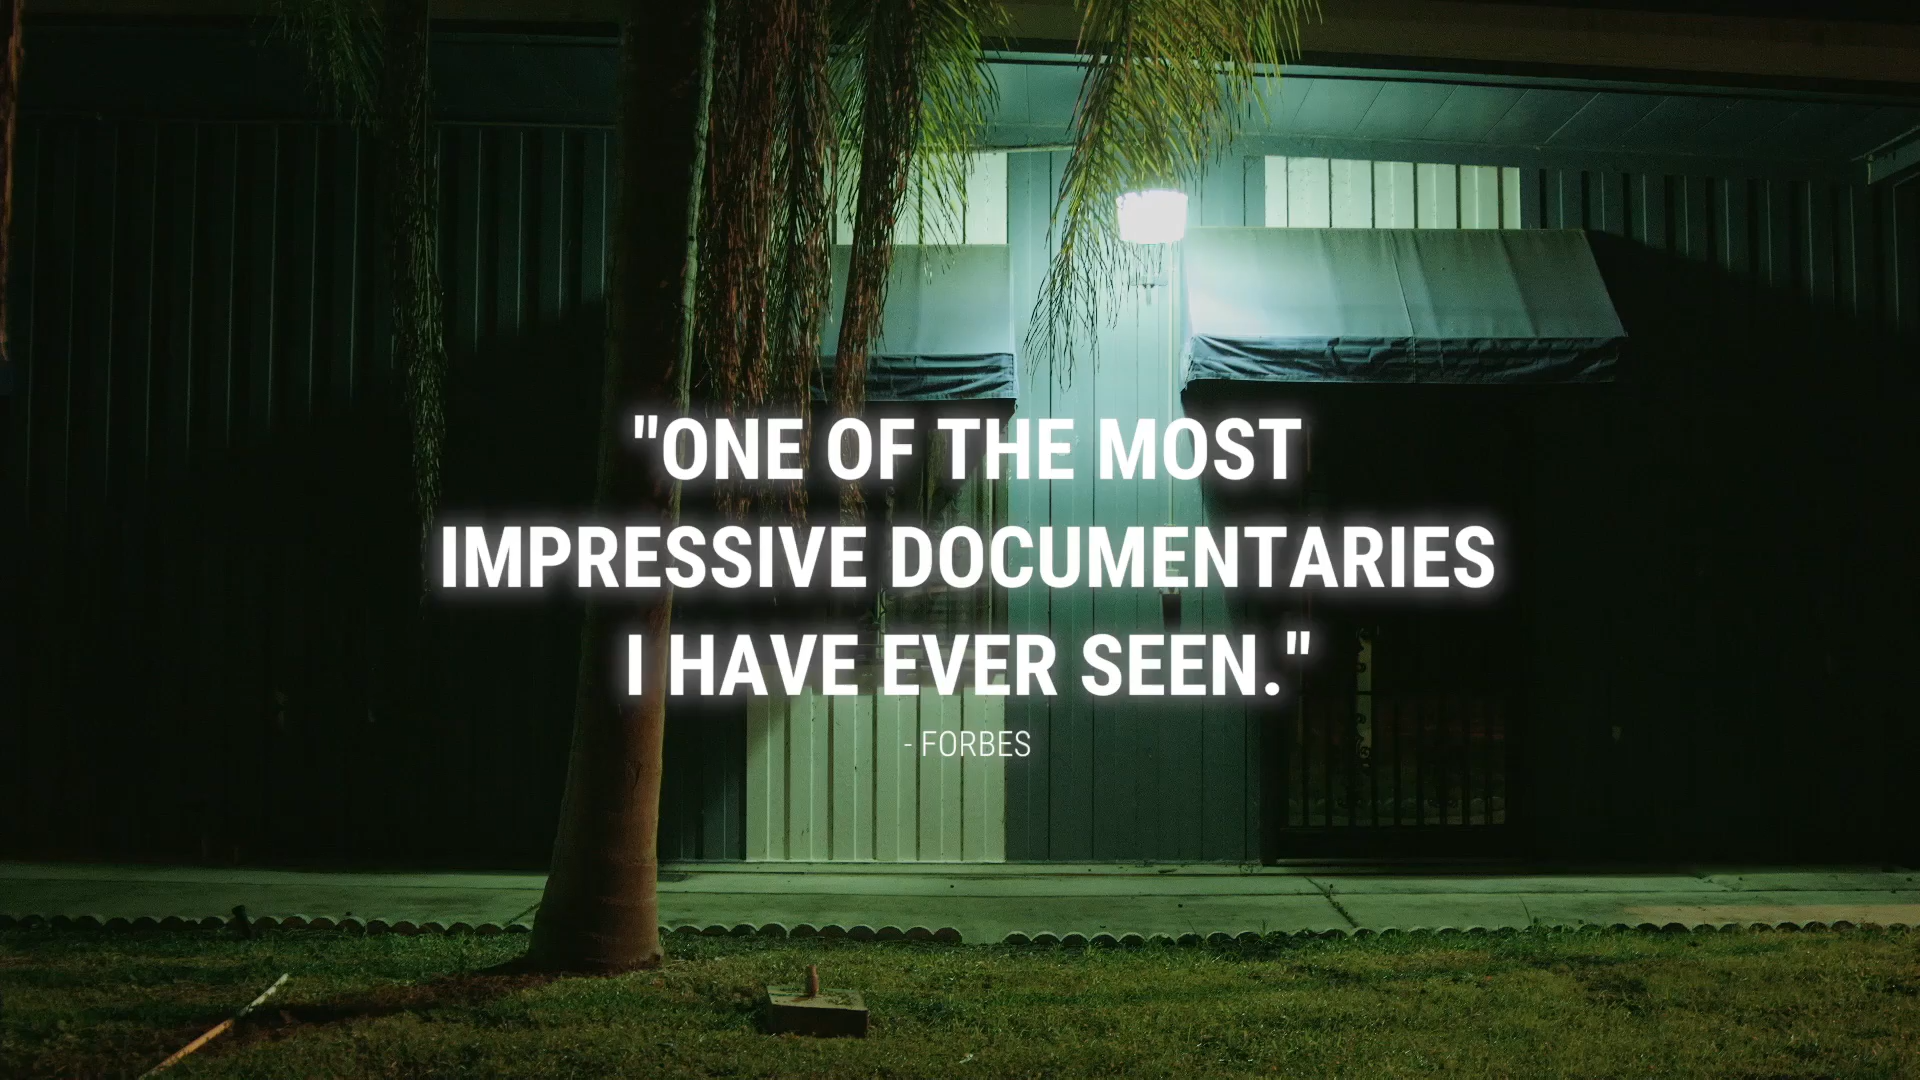 "ONE OF THE MOST
IMPRESSIVE DOCUMENTARIES
I HAVE EVER SEEN."
- FORBES